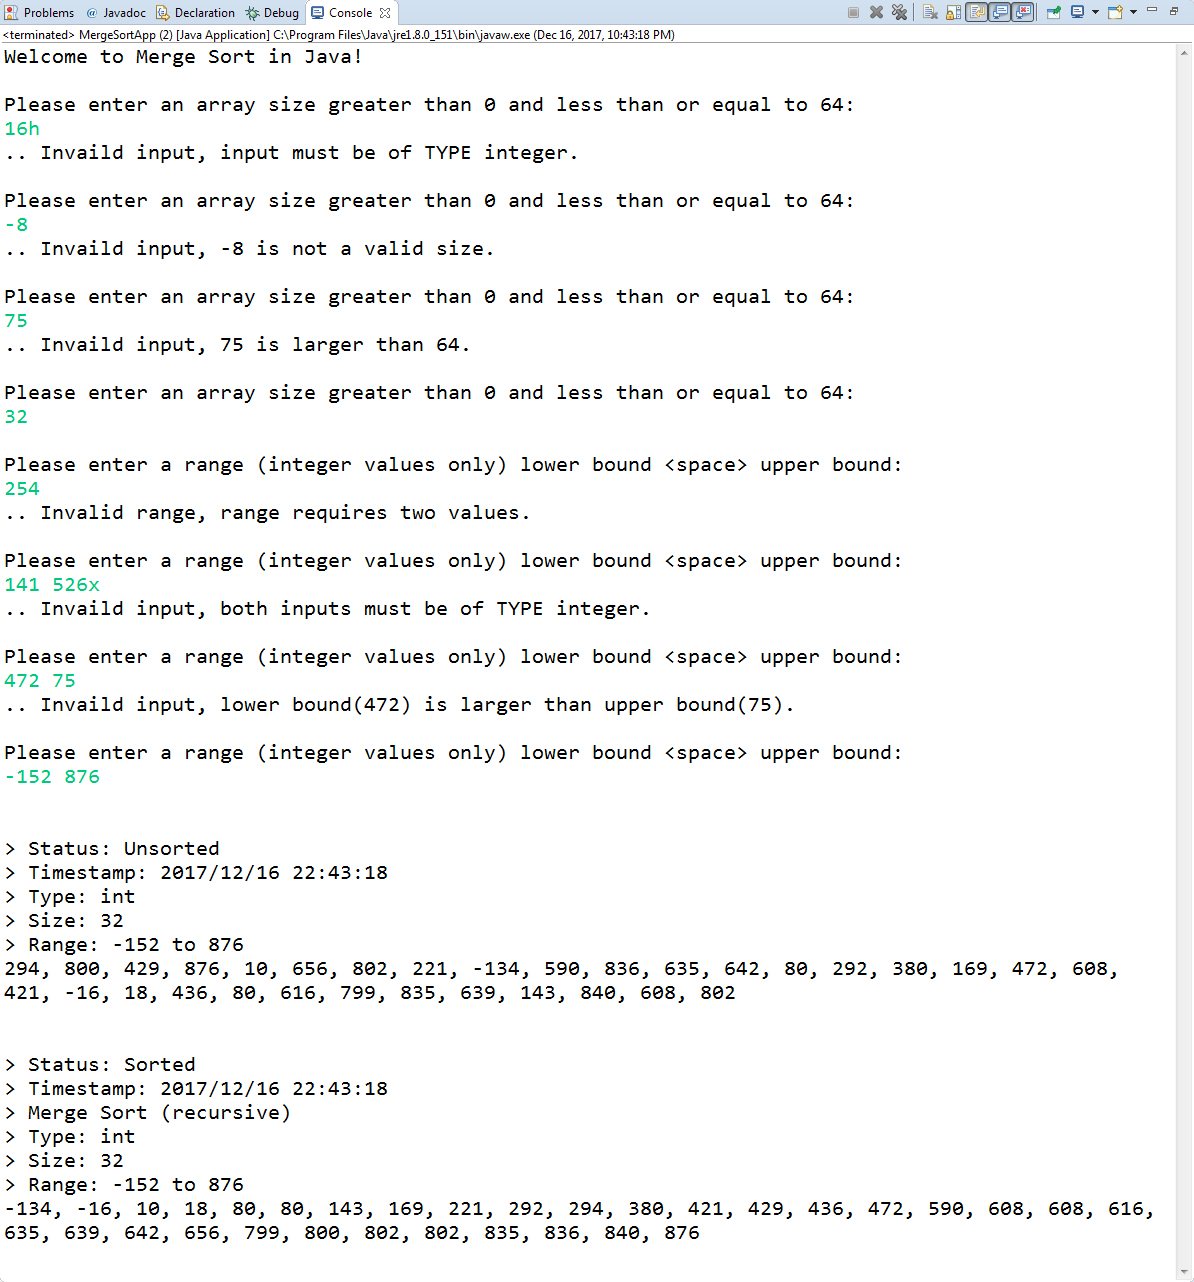 Problems @ Javadoc Declaration Debug Console
<terminated> MergeSortApp (2) [Java Application] C:\Program Files\Java\jre1.8.0_151\bin\javaw.exe (Dec 16, 2017, 10:43:18 PM)
Welcome to Merge Sort in Java!
Please enter an array size greater than 0 and less than or equal to 64:
16h
.. Invaild input, input must be of TYPE integer.
Please enter an array size greater than 0 and less than or equal to 64:
-8
.. Invaild input, -8 is not a valid size.
Please enter an array size greater than 0 and less than or equal to 64:
75
.. Invaild input, 75 is larger than 64.
Please enter an array size greater than 0 and less than or equal to 64:
32
Please enter a range (integer values only) lower bound <space> upper bound:
254
.. Invalid range, range requires two values.
Please enter a range (integer values only) lower bound <space> upper bound:
141 526x
.. Invaild input, both inputs must be of TYPE integer.
Please enter a range (integer values only) lower bound <space> upper bound:
472 75
.. Invaild input, lower bound(472) is larger than upper bound(75).
Please enter a range (integer values only) lower bound <space> upper bound:
-152 876
> Status: Unsorted
> Timestamp: 2017/12/16 22:43:18
> Type: int
> Size: 32
> Range: -152 to 876
294, 800, 429, 876, 10, 656, 802, 221, -134, 590, 836, 635, 642, 80, 292, 380, 169, 472, 608,
421, -16, 18, 436, 80, 616, 799, 835, 639, 143, 840, 608, 802
> Status: Sorted
> Timestamp: 2017/12/16 22:43:18
> Merge Sort (recursive)
> Type: int
> Size: 32
> Range: -152 to 876
-134, -16, 10, 18, 80, 80, 143, 169, 221, 292, 294, 380, 421, 429, 436, 472, 590, 608, 608, 616,
635, 639, 642, 656, 799, 800, 802, 802, 835, 836, 840, 876